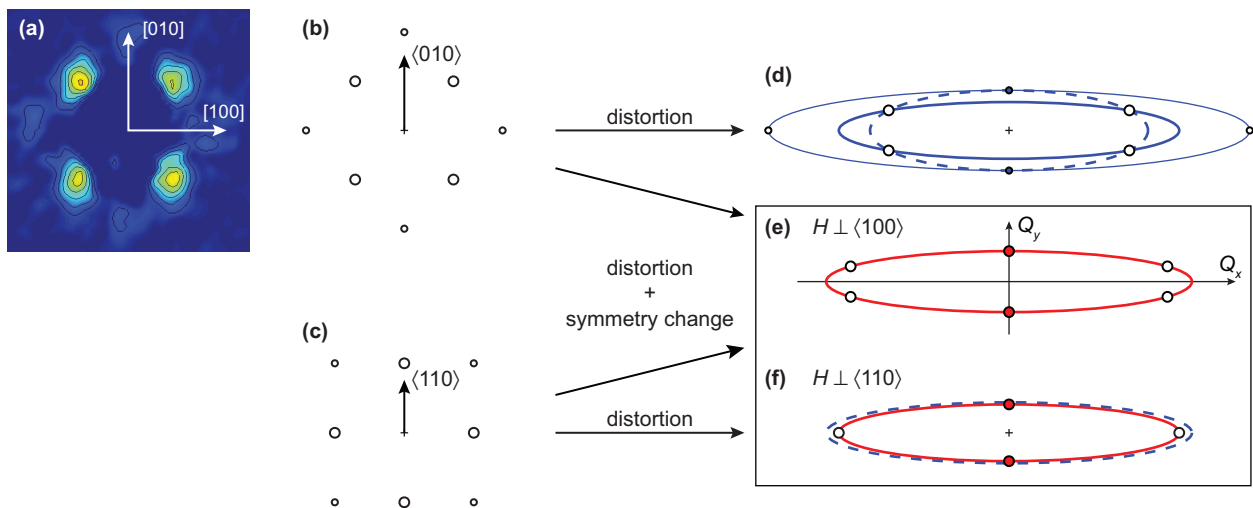 (a)
[010]
[100]
(b)
⟨010⟩
distortion
(d)
(e) H ⊥ ⟨100⟩
Q_y
Q_x
distortion
+
symmetry change
(c)
⟨110⟩
distortion
(f) H ⊥ ⟨110⟩